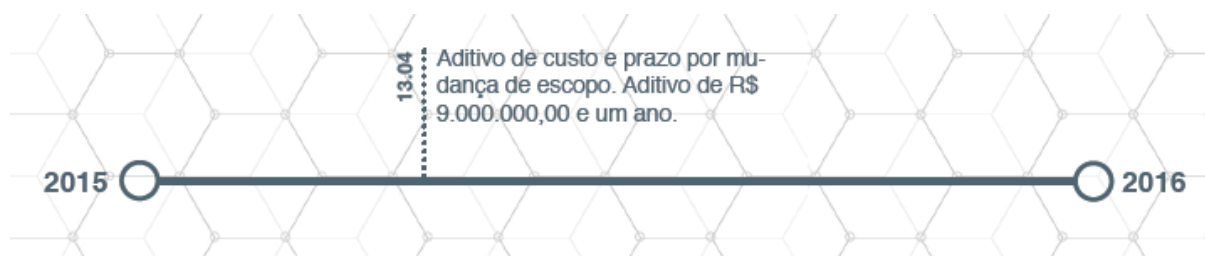 13.04
Aditivo de custo e prazo por mu-
dança de escopo. Aditivo de R$
9.000.000,00 e um ano.
2015
2016